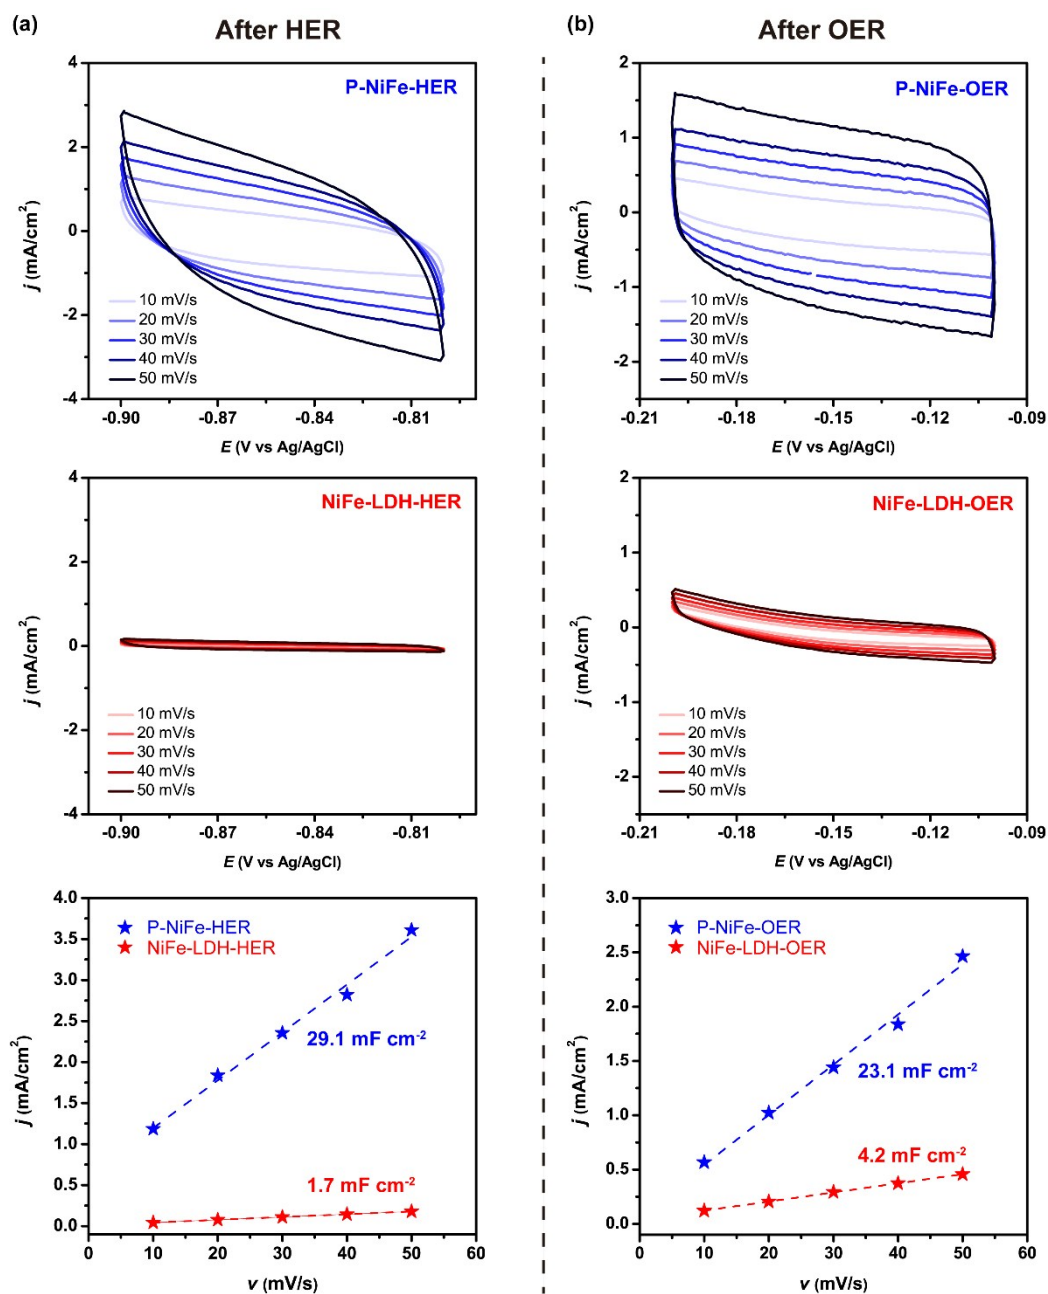 (a)
After HER
P-NiFe-HER
j (mA/cm²)
4
2
0
-2
-4
10 mV/s
20 mV/s
30 mV/s
40 mV/s
50 mV/s
-0.90
-0.87
-0.84
-0.81
E (V vs Ag/AgCl)
NiFe-LDH-HER
j (mA/cm²)
4
2
0
-2
-4
10 mV/s
20 mV/s
30 mV/s
40 mV/s
50 mV/s
-0.90
-0.87
-0.84
-0.81
E (V vs Ag/AgCl)
P-NiFe-HER
NiFe-LDH-HER
j (mA/cm²)
4.0
3.5
3.0
2.5
2.0
1.5
1.0
0.5
0.0
29.1 mF cm⁻²
1.7 mF cm⁻²
0
10
20
30
40
50
60
v (mV/s)
(b)
After OER
P-NiFe-OER
j (mA/cm²)
2
1
0
-1
-2
10 mV/s
20 mV/s
30 mV/s
40 mV/s
50 mV/s
-0.21
-0.18
-0.15
-0.12
-0.09
E (V vs Ag/AgCl)
NiFe-LDH-OER
j (mA/cm²)
2
1
0
-1
-2
10 mV/s
20 mV/s
30 mV/s
40 mV/s
50 mV/s
-0.21
-0.18
-0.15
-0.12
-0.09
E (V vs Ag/AgCl)
P-NiFe-OER
NiFe-LDH-OER
j (mA/cm²)
3.0
2.5
2.0
1.5
1.0
0.5
0.0
23.1 mF cm⁻²
4.2 mF cm⁻²
0
10
20
30
40
50
60
v (mV/s)